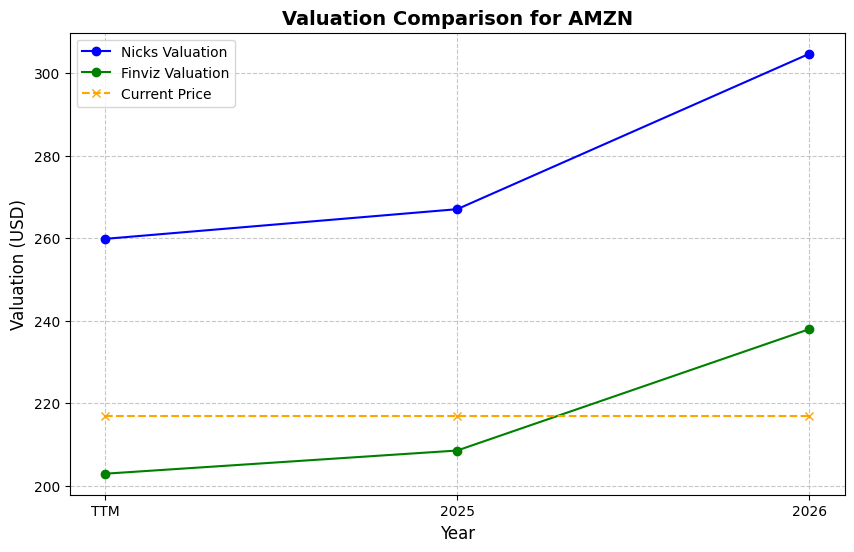 Valuation Comparison for AMZN
Nicks Valuation
Finviz Valuation
Current Price
Valuation (USD)
300
280
260
240
220
200
TTM 2025 2026
Year